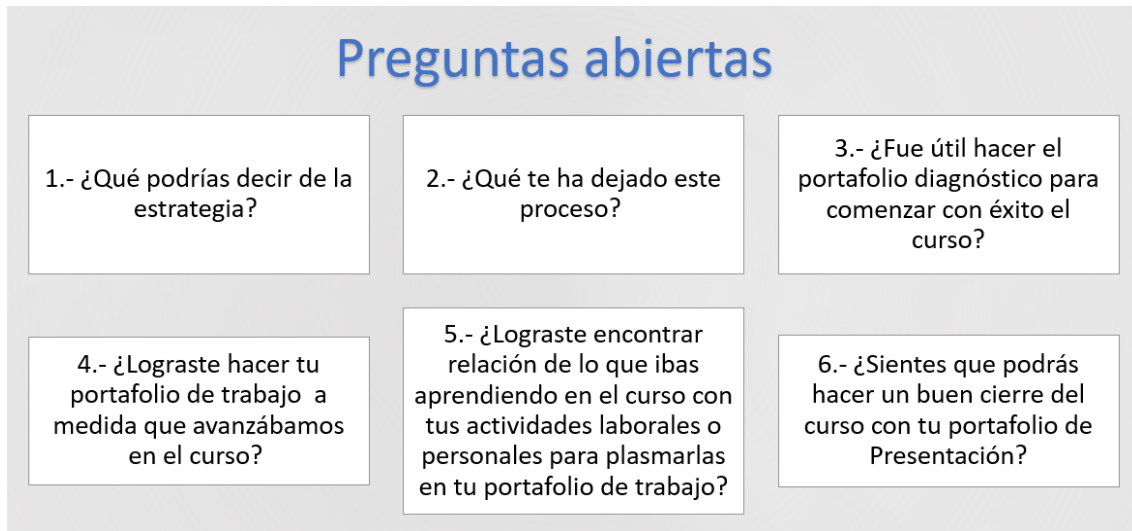 Preguntas abiertas
1.- ¿Qué podrías decir de la
estrategia?
2.- ¿Qué te ha dejado este
proceso?
3.- ¿Fue útil hacer el
portafolio diagnóstico para
comenzar con éxito el
curso?
4.- ¿Lograste hacer tu
portafolio de trabajo a
medida que avanzábamos
en el curso?
5.- ¿Lograste encontrar
relación de lo que ibas
aprendiendo en el curso con
tus actividades laborales o
personales para plasmarlas
en tu portafolio de trabajo?
6.- ¿Sientes que podrás
hacer un buen cierre del
curso con tu portafolio de
Presentación?